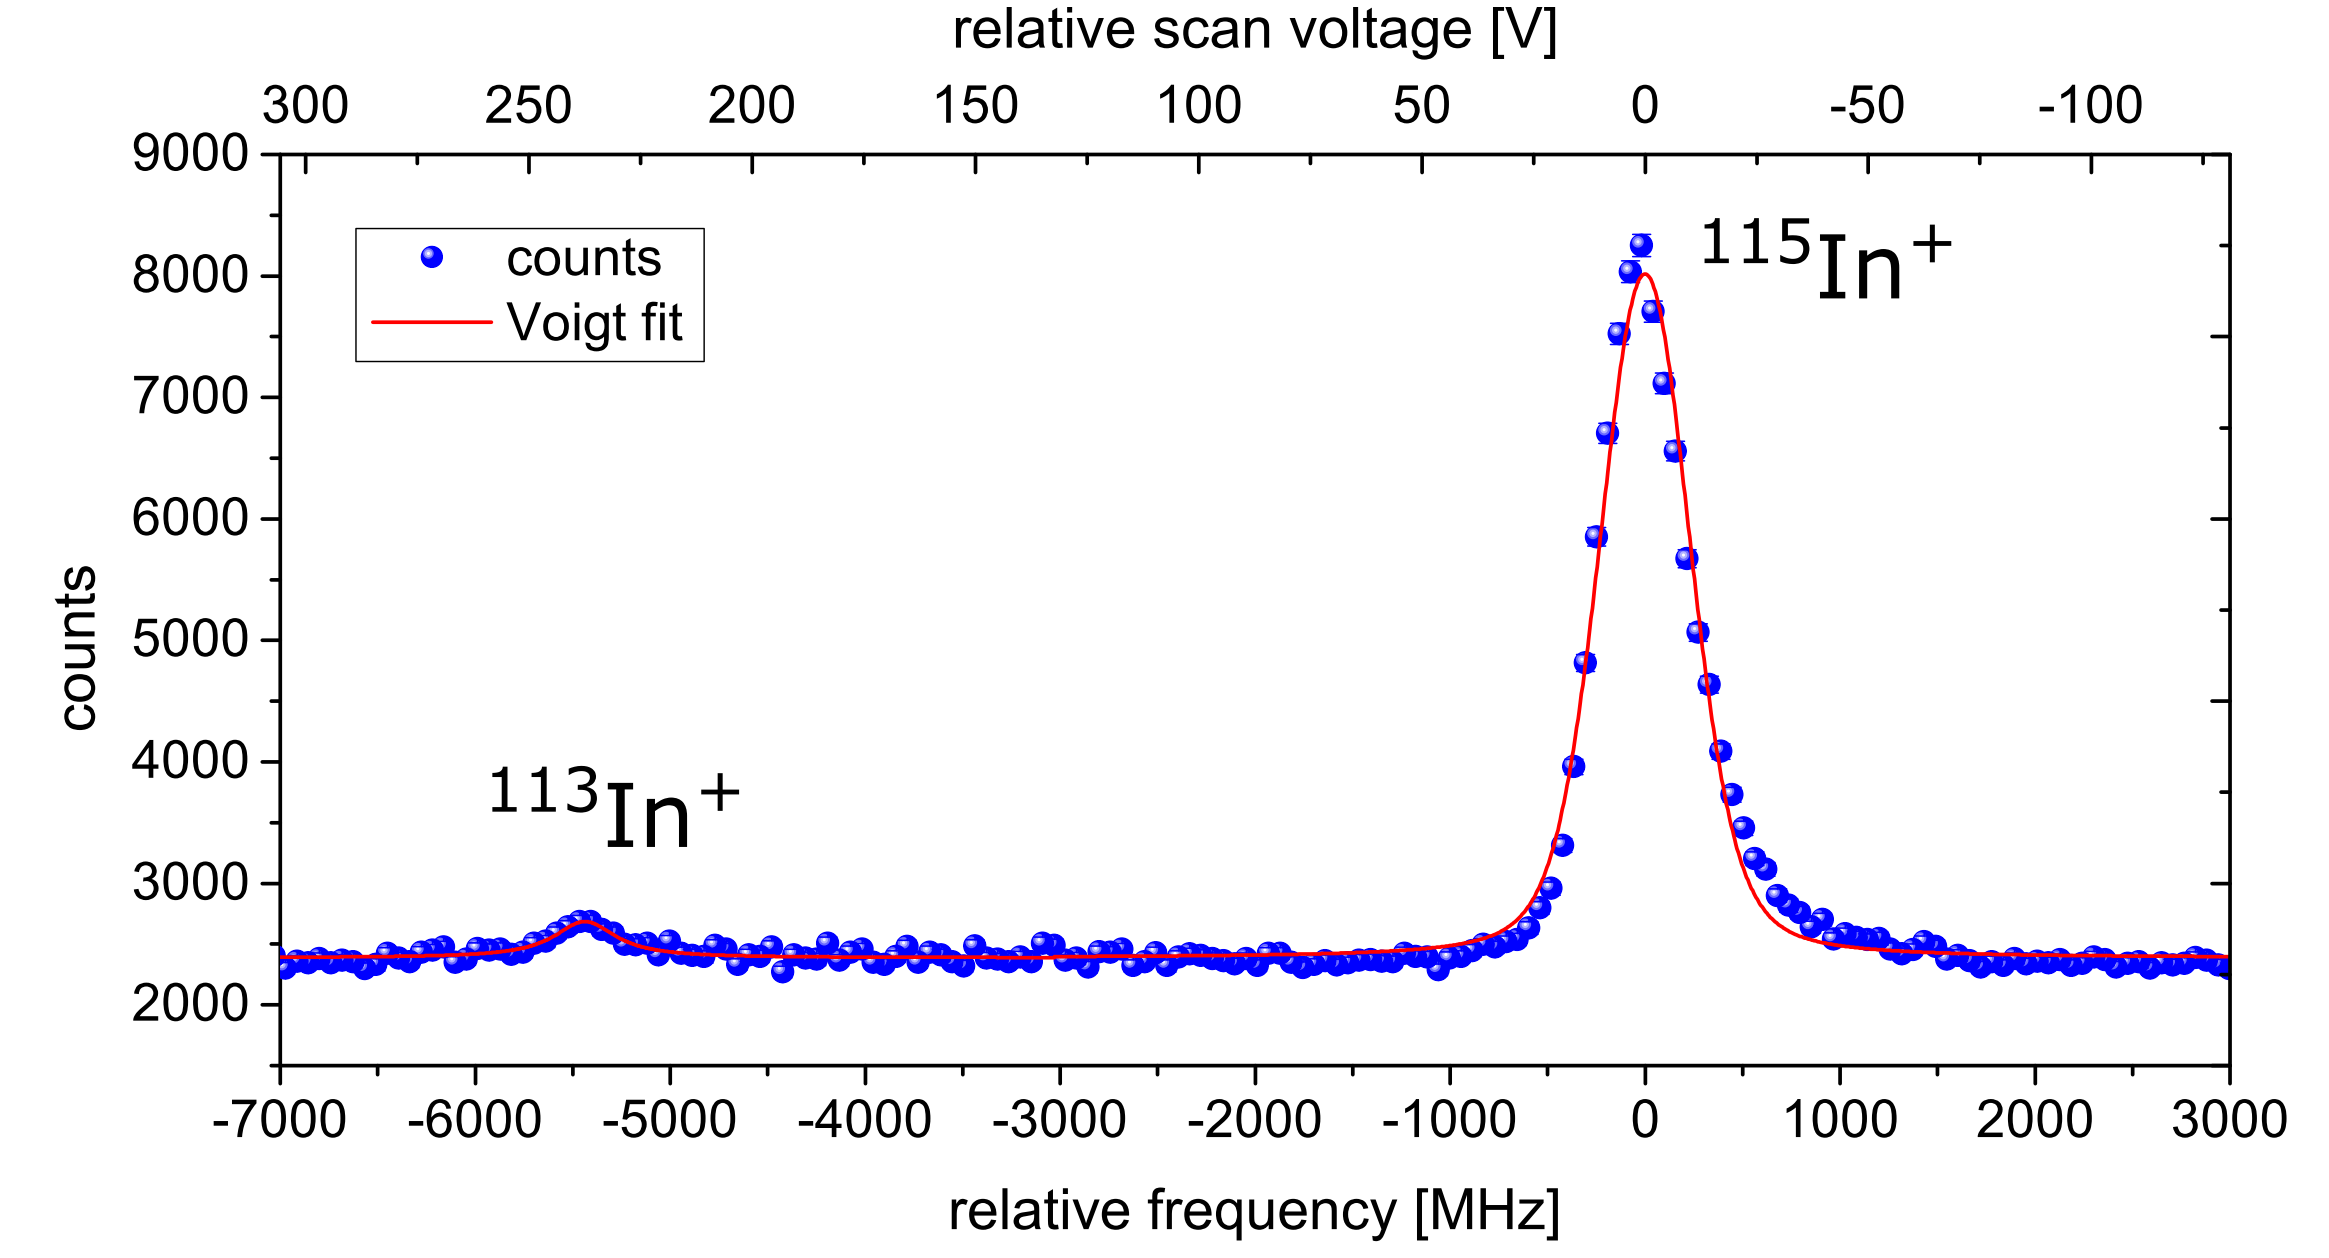 relative scan voltage [V]
300 250 200 150 100 50 0 -50 -100
9000
8000
7000
6000
5000
4000
3000
2000
counts
counts
Voigt fit
115In+
113In+
-7000 -6000 -5000 -4000 -3000 -2000 -1000 0 1000 2000 3000
relative frequency [MHz]